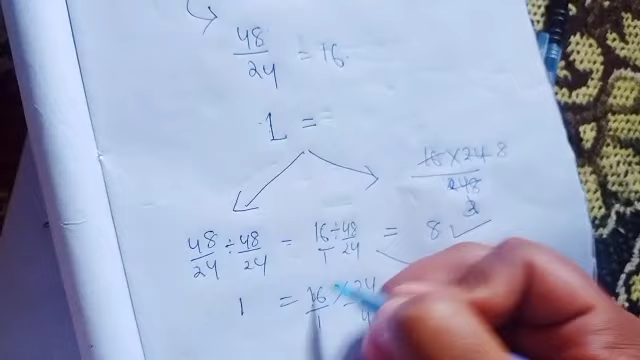 48/24 = 16.
1 =
16 × 24 8
248
2
48/24 ÷ 48/24 = 16/1 ÷ 48/24 = 8 ✓
1 = 16/1 × 24/4